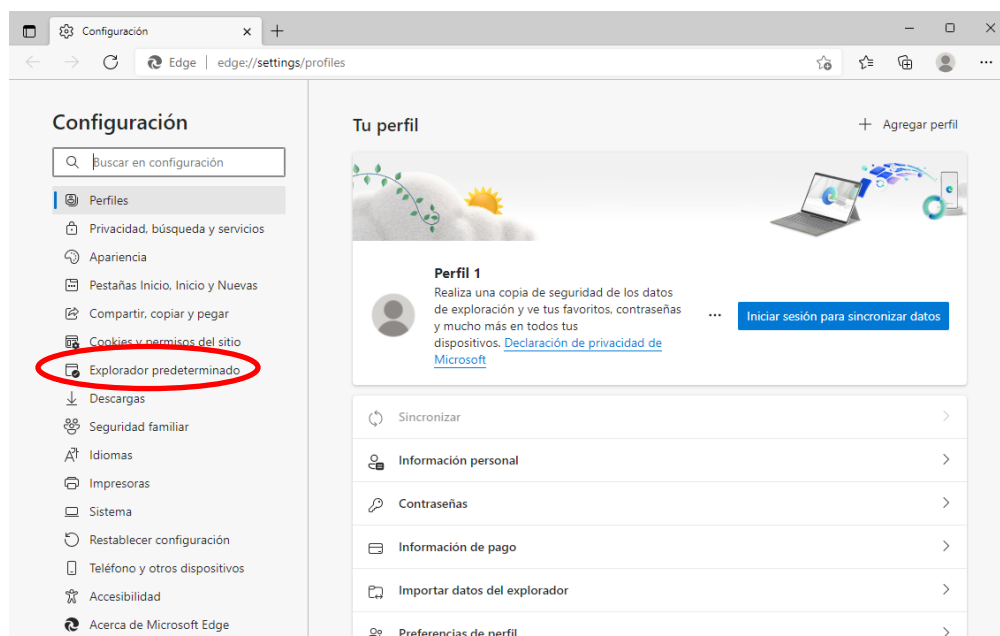 Configuración
Edge
edge://settings/profiles
Configuración
Buscar en configuración
Perfiles
Privacidad, búsqueda y servicios
Apariencia
Pestañas Inicio, Inicio y Nuevas
Compartir, copiar y pegar
Cookies y permisos del sitio
Explorador predeterminado
Descargas
Seguridad familiar
Idiomas
Impresoras
Sistema
Restablecer configuración
Teléfono y otros dispositivos
Accesibilidad
Acerca de Microsoft Edge
Tu perfil
Agregar perfil
Perfil 1
Realiza una copia de seguridad de los datos
de exploración y ve tus favoritos, contraseñas
y mucho más en todos tus
dispositivos. Declaración de privacidad de
Microsoft
Iniciar sesión para sincronizar datos
Sincronizar
Información personal
Contraseñas
Información de pago
Importar datos del explorador
Preferencias de perfil